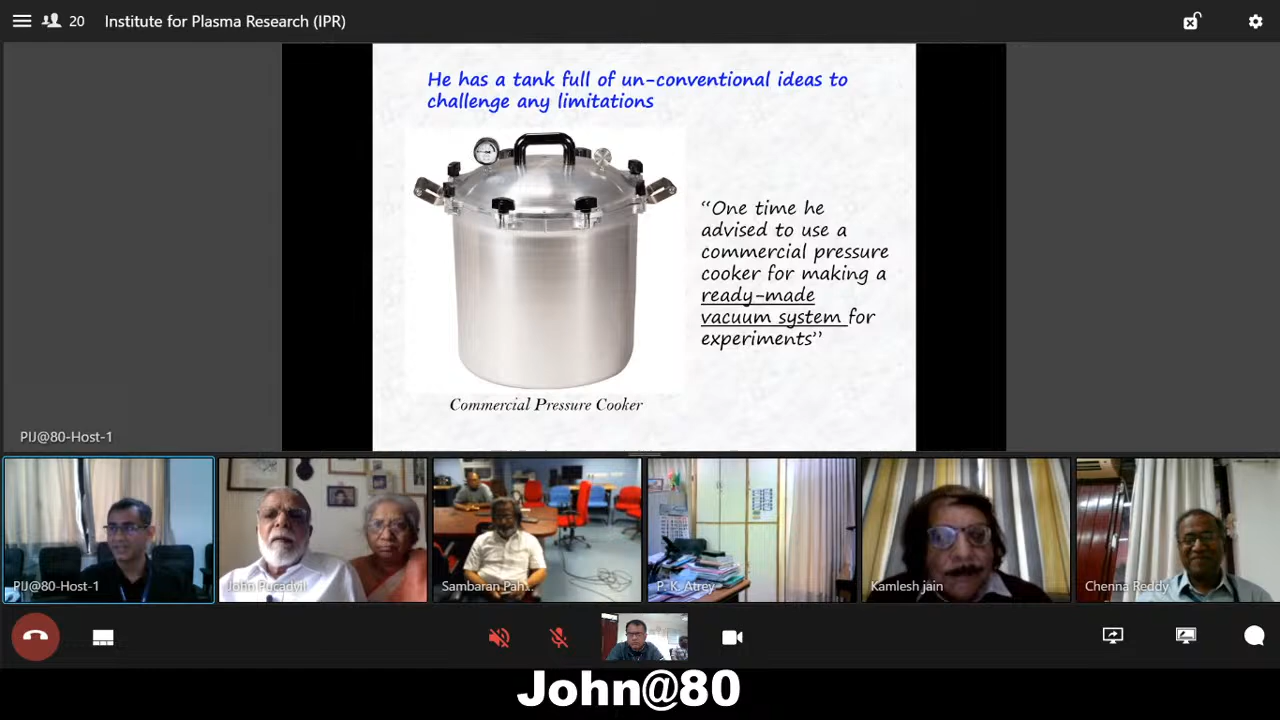 20 Institute for Plasma Research (IPR)
He has a tank full of un-conventional ideas to
challenge any limitations
"One time he
advised to use a
commercial pressure
cooker for making a
ready-made
vacuum system for
experiments"
Commercial Pressure Cooker
PIJ@80-Host-1
PIJ@80-Host-1
John Pucadyil
Sambaran Pah...
P. K. Atrey
Kamlesh jain
Chenna Reddy
John@80